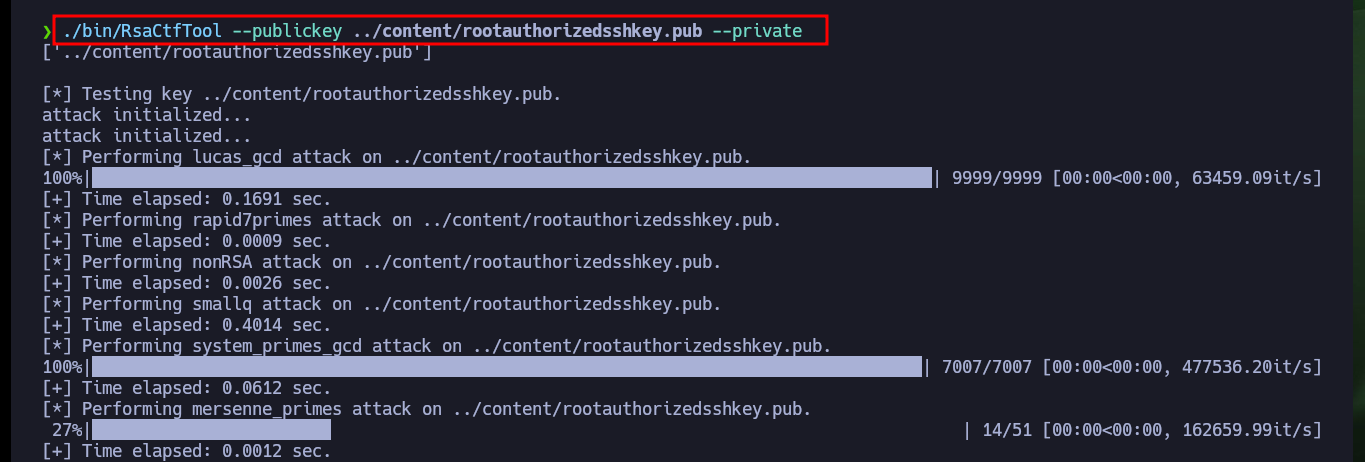 ❯ ./bin/RsaCtfTool --publickey ../content/rootauthorizedsshkey.pub --private
['../content/rootauthorizedsshkey.pub']
[*] Testing key ../content/rootauthorizedsshkey.pub.
attack initialized...
attack initialized...
[*] Performing lucas_gcd attack on ../content/rootauthorizedsshkey.pub.
100%| | 9999/9999 [00:00<00:00, 63459.09it/s]
[+] Time elapsed: 0.1691 sec.
[*] Performing rapid7primes attack on ../content/rootauthorizedsshkey.pub.
[+] Time elapsed: 0.0009 sec.
[*] Performing nonRSA attack on ../content/rootauthorizedsshkey.pub.
[+] Time elapsed: 0.0026 sec.
[*] Performing smallq attack on ../content/rootauthorizedsshkey.pub.
[+] Time elapsed: 0.4014 sec.
[*] Performing system_primes_gcd attack on ../content/rootauthorizedsshkey.pub.
100%| | 7007/7007 [00:00<00:00, 477536.20it/s]
[+] Time elapsed: 0.0612 sec.
[*] Performing mersenne_primes attack on ../content/rootauthorizedsshkey.pub.
27%| | 14/51 [00:00<00:00, 162659.99it/s]
[+] Time elapsed: 0.0012 sec.